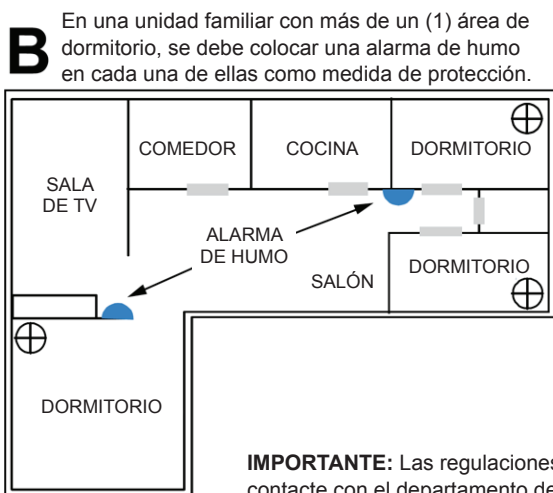 B
En una unidad familiar con más de un (1) área de
dormitorio, se debe colocar una alarma de humo
en cada una de ellas como medida de protección.
COMEDOR
COCINA
DORMITORIO
SALA
DE TV
ALARMA
DE HUMO
SALÓN
DORMITORIO
DORMITORIO
IMPORTANTE: Las regulaciones
contacte con el departamento de